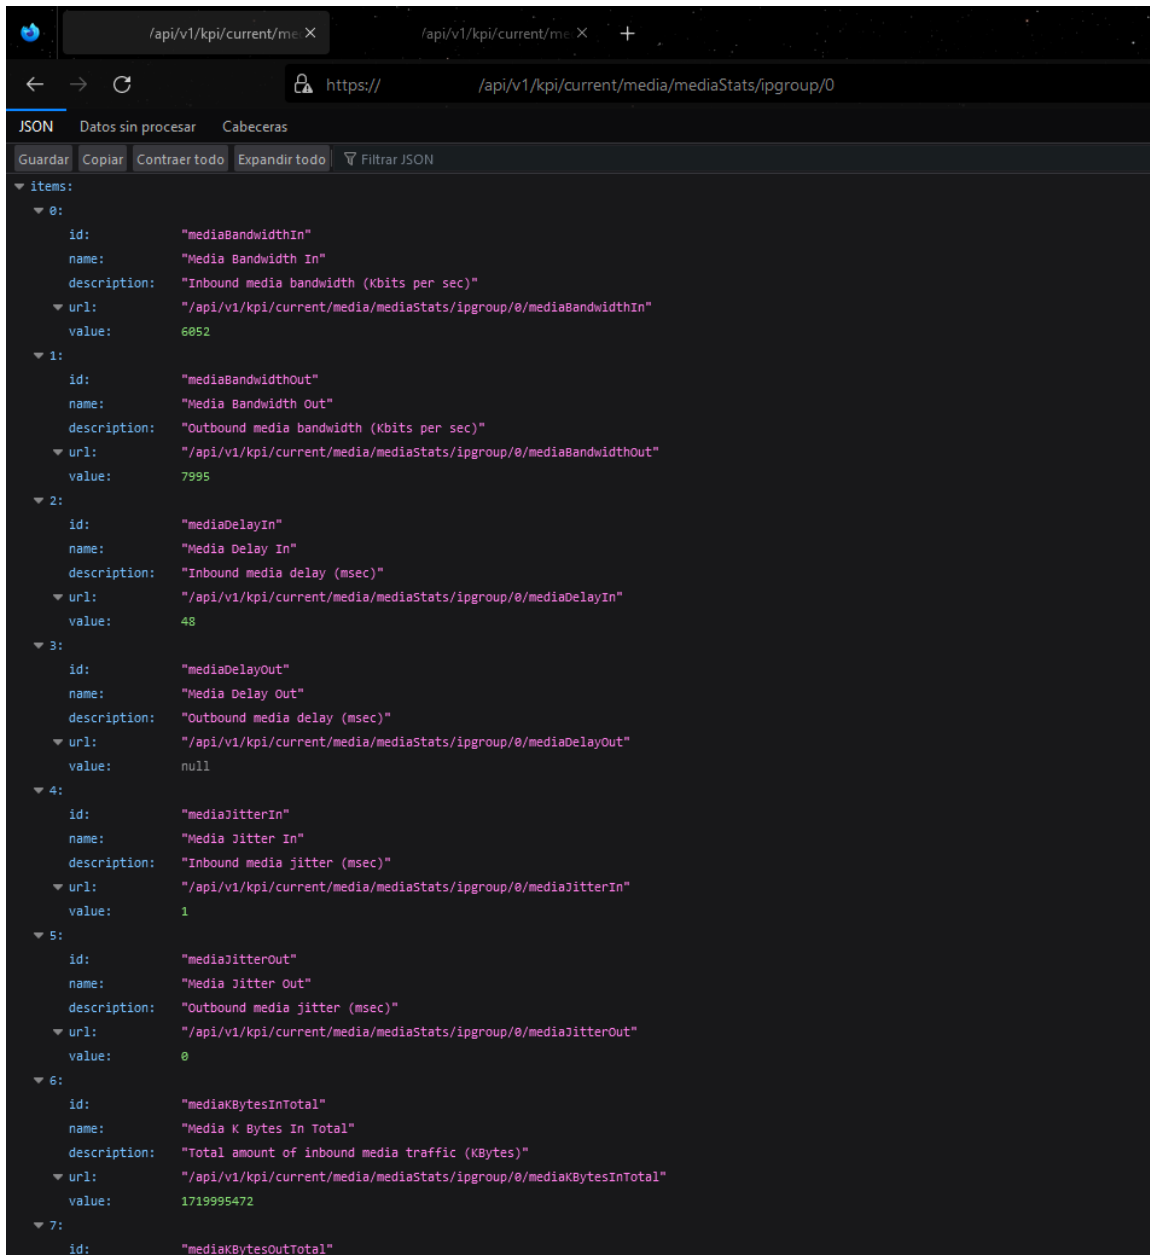 /api/v1/kpi/current/me
/api/v1/kpi/current/me
https:// /api/v1/kpi/current/media/mediaStats/ipgroup/0
JSON Datos sin procesar Cabeceras
Guardar Copiar Contraer todo Expandir todo Filtrar JSON
items:
0:
id: "mediaBandwidthIn"
name: "Media Bandwidth In"
description: "Inbound media bandwidth (Kbits per sec)"
url: "/api/v1/kpi/current/media/mediaStats/ipgroup/0/mediaBandwidthIn"
value: 6052
1:
id: "mediaBandwidthOut"
name: "Media Bandwidth Out"
description: "Outbound media bandwidth (Kbits per sec)"
url: "/api/v1/kpi/current/media/mediaStats/ipgroup/0/mediaBandwidthOut"
value: 7995
2:
id: "mediaDelayIn"
name: "Media Delay In"
description: "Inbound media delay (msec)"
url: "/api/v1/kpi/current/media/mediaStats/ipgroup/0/mediaDelayIn"
value: 48
3:
id: "mediaDelayOut"
name: "Media Delay Out"
description: "Outbound media delay (msec)"
url: "/api/v1/kpi/current/media/mediaStats/ipgroup/0/mediaDelayOut"
value: null
4:
id: "mediaJitterIn"
name: "Media Jitter In"
description: "Inbound media jitter (msec)"
url: "/api/v1/kpi/current/media/mediaStats/ipgroup/0/mediaJitterIn"
value: 1
5:
id: "mediaJitterOut"
name: "Media Jitter Out"
description: "Outbound media jitter (msec)"
url: "/api/v1/kpi/current/media/mediaStats/ipgroup/0/mediaJitterOut"
value: 0
6:
id: "mediaKBytesInTotal"
name: "Media K Bytes In Total"
description: "Total amount of inbound media traffic (KBytes)"
url: "/api/v1/kpi/current/media/mediaStats/ipgroup/0/mediaKBytesInTotal"
value: 1719995472
7:
id: "mediaKBytesOutTotal"